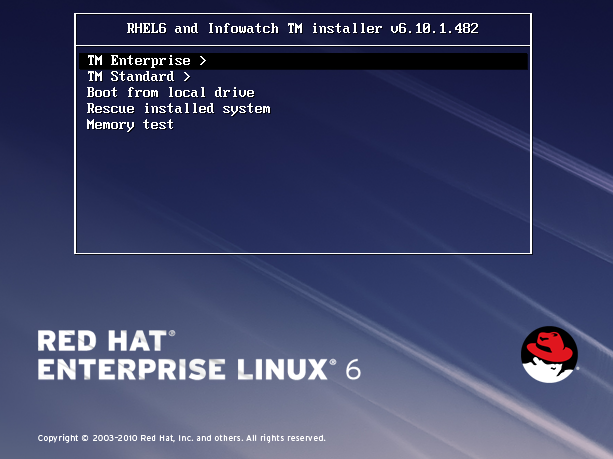 RHEL6 and Infowatch TM installer v6.10.1.482
TM Enterprise >
TM Standard >
Boot from local drive
Rescue installed system
Memory test
RED HAT®
ENTERPRISE LINUX® 6
Copyright © 2003-2010 Red Hat, Inc. and others. All rights reserved.